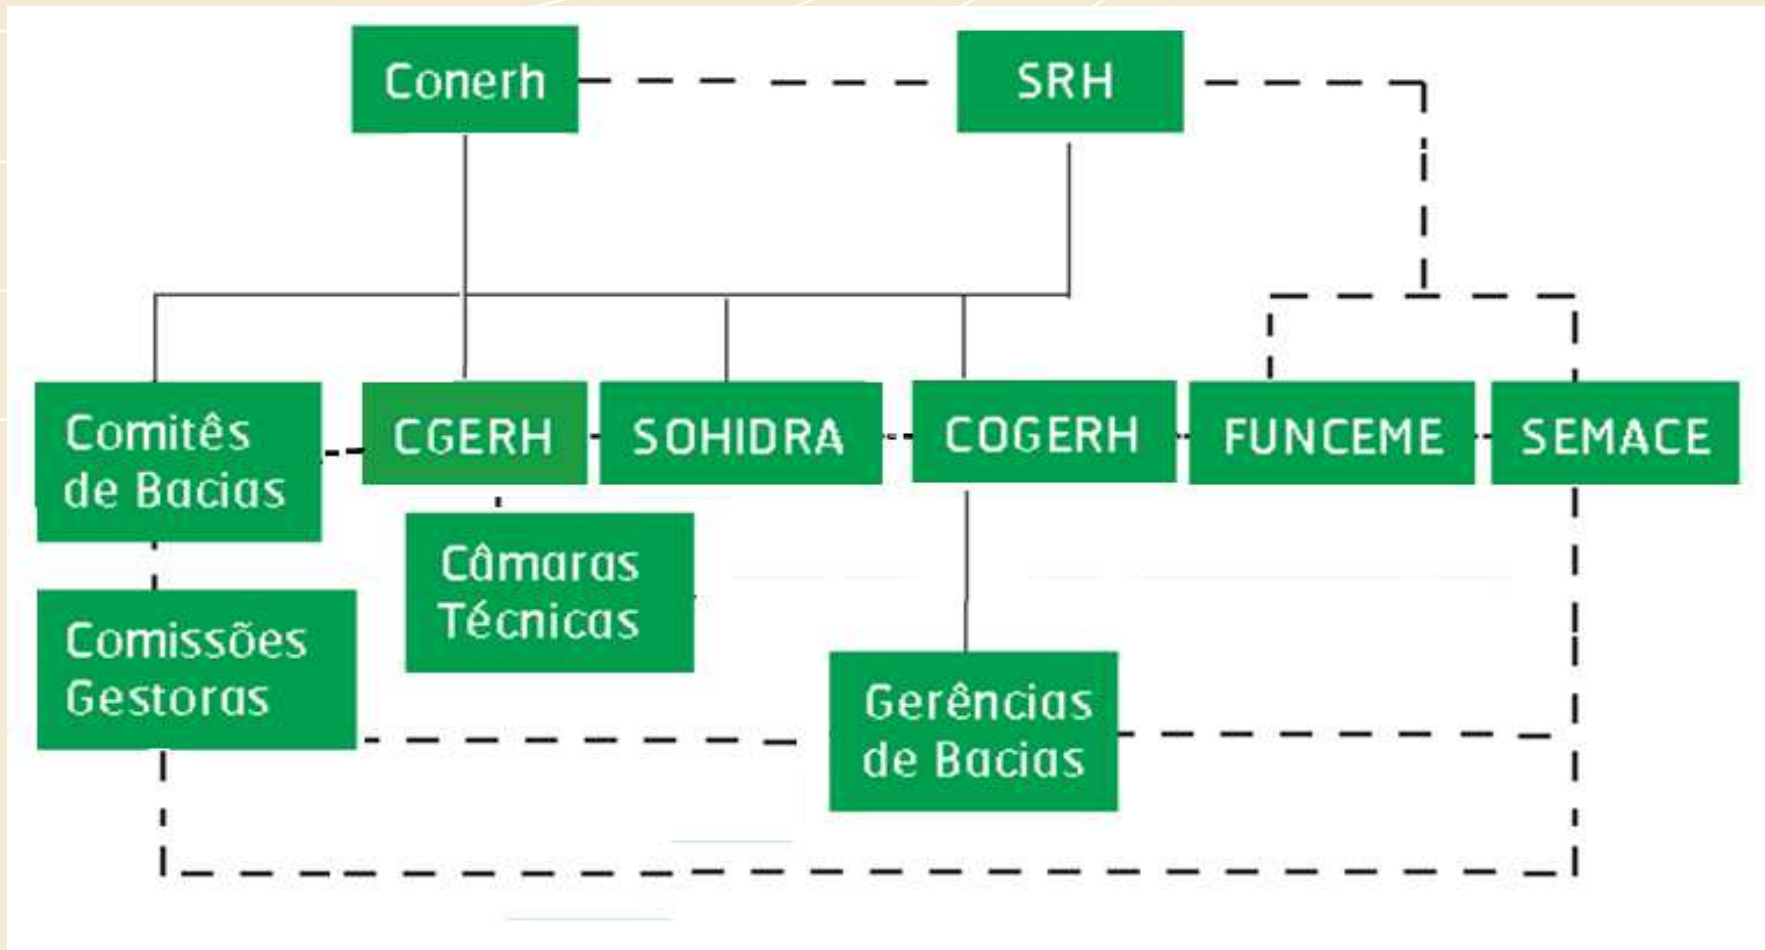 Conerh
SRH
Comitês
de Bacias
CGERH
SOHIDRA
COGERH
FUNCEME
SEMACE
Câmaras
Técnicas
Comissões
Gestoras
Gerências
de Bacias